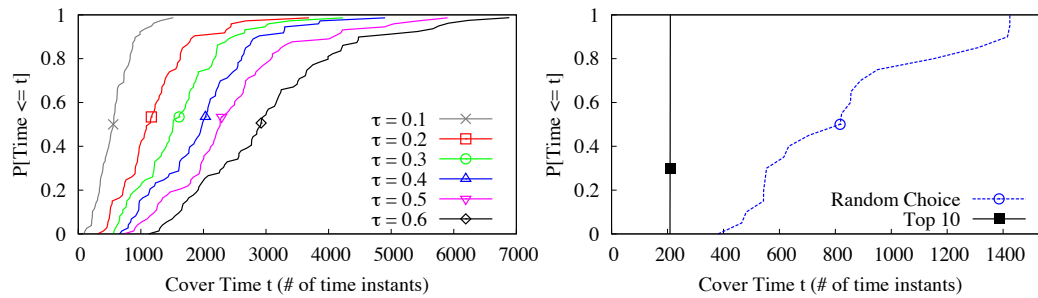 P[Time <= t]
1
0.8
0.6
0.4
0.2
0
0 1000 2000 3000 4000 5000 6000 7000
Cover Time t (# of time instants)
τ = 0.1
τ = 0.2
τ = 0.3
τ = 0.4
τ = 0.5
τ = 0.6
P[Time <= t]
1
0.8
0.6
0.4
0.2
0
0 200 400 600 800 1000 1200 1400
Cover Time t (# of time instants)
Random Choice
Top 10